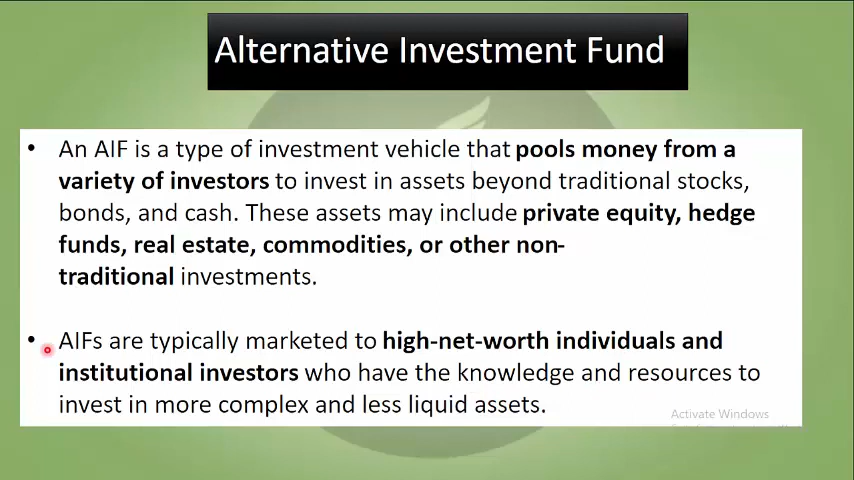 Alternative Investment Fund
• An AIF is a type of investment vehicle that pools money from a
variety of investors to invest in assets beyond traditional stocks,
bonds, and cash. These assets may include private equity, hedge
funds, real estate, commodities, or other non-
traditional investments.
• AIFs are typically marketed to high-net-worth individuals and
institutional investors who have the knowledge and resources to
invest in more complex and less liquid assets.
Activate Windows